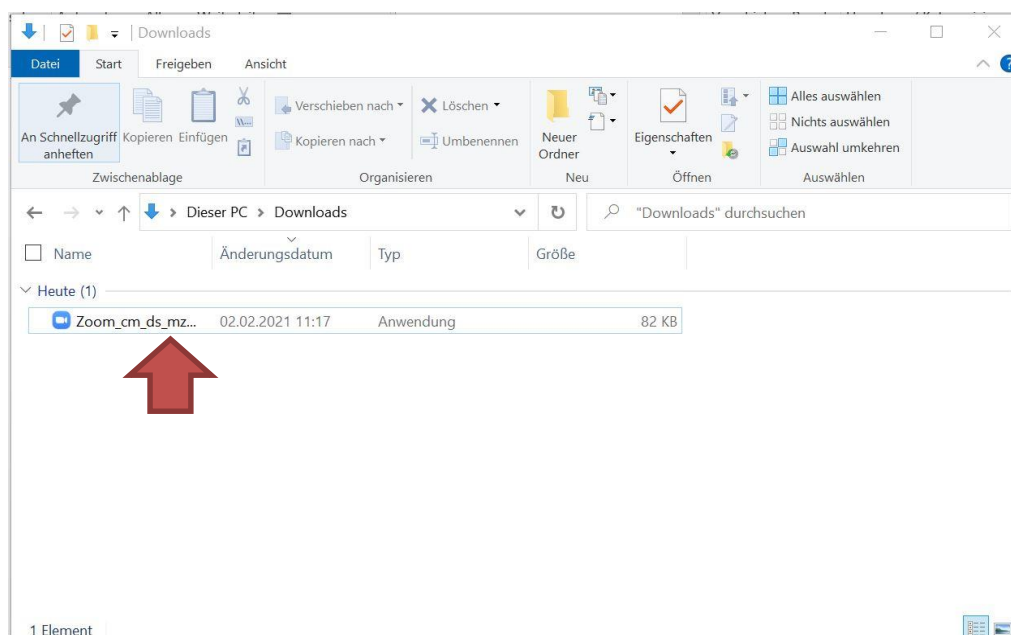 Downloads
Datei Start Freigeben Ansicht
An Schnellzugriff anheften
Kopieren
Einfügen
Verschieben nach
Kopieren nach
Löschen
Umbenennen
Neuer Ordner
Eigenschaften
Alles auswählen
Nichts auswählen
Auswahl umkehren
Zwischenablage Organisieren Neu Öffnen Auswählen
Dieser PC > Downloads "Downloads" durchsuchen
Name Änderungsdatum Typ Größe
Heute (1)
Zoom_cm_ds_mz... 02.02.2021 11:17 Anwendung 82 KB
1 Element